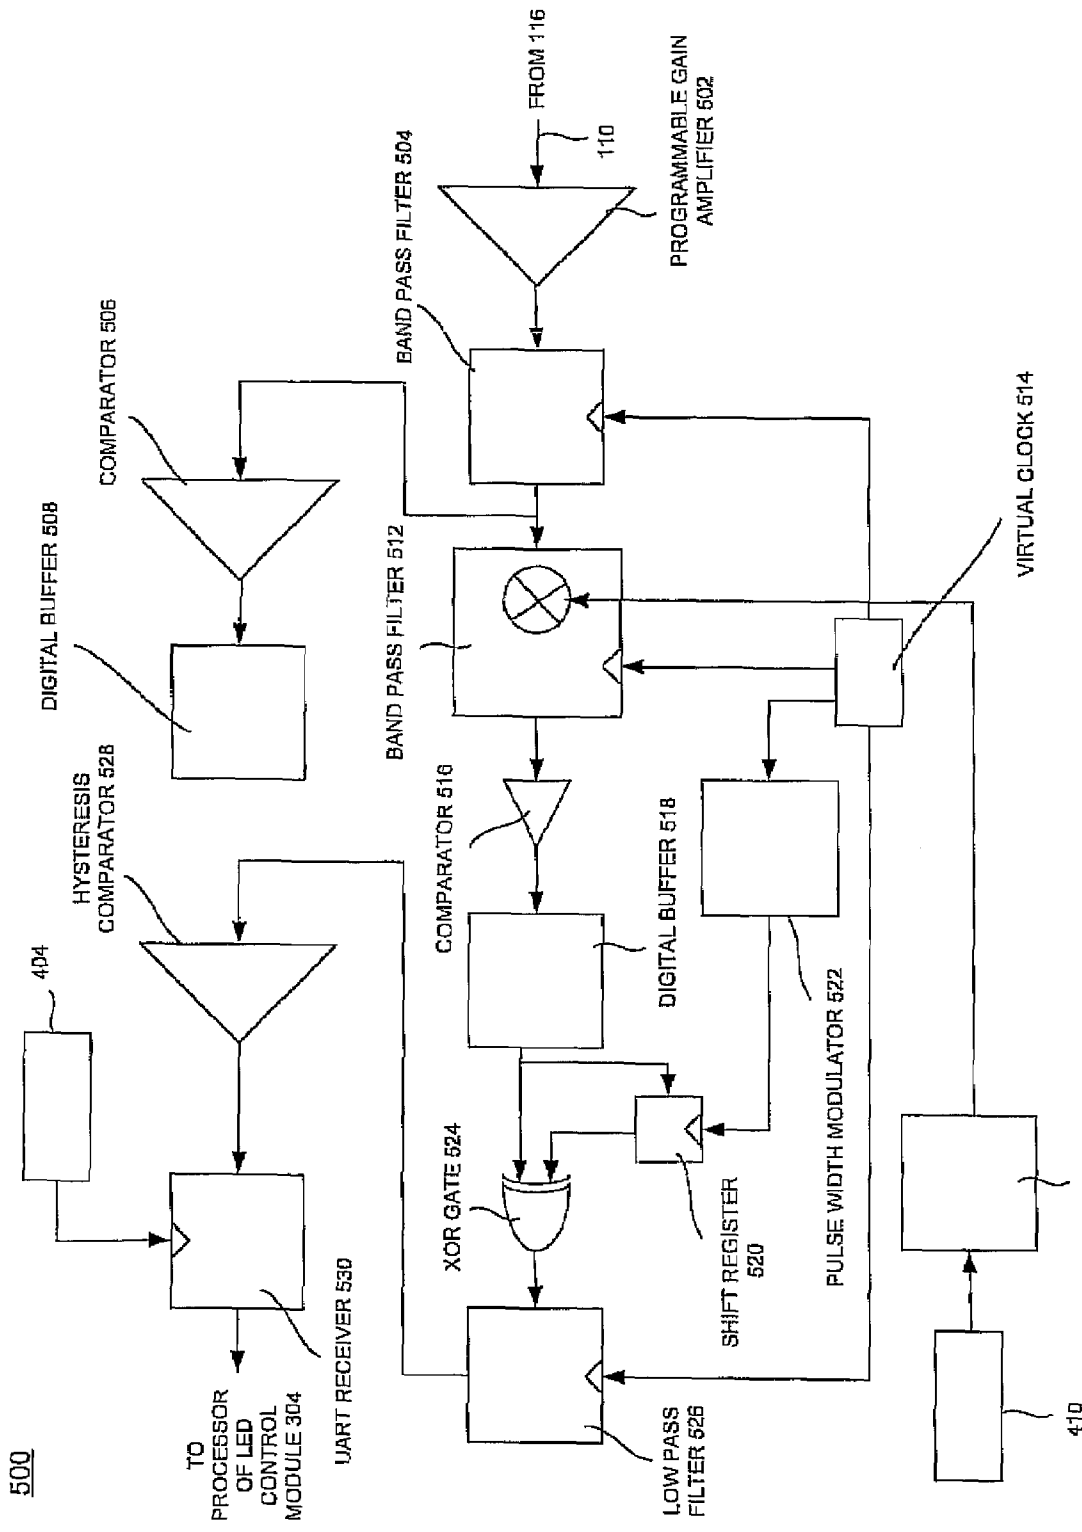 500
TO
PROCESSOR
OF LED
CONTROL
MODULE 304
UART RECEIVER 530
404
HYSTERESIS
COMPARATOR 528
DIGITAL BUFFER 508
COMPARATOR 506
LOW PASS
FILTER 526
XOR GATE 524
SHIFT REGISTER
520
COMPARATOR 516
DIGITAL BUFFER 518
BAND PASS FILTER 512
BAND PASS FILTER 504
FROM 116
110
PROGRAMMABLE GAIN
AMPLIFIER 502
PULSE WIDTH MODULATOR 522
VIRTUAL CLOCK 514
410